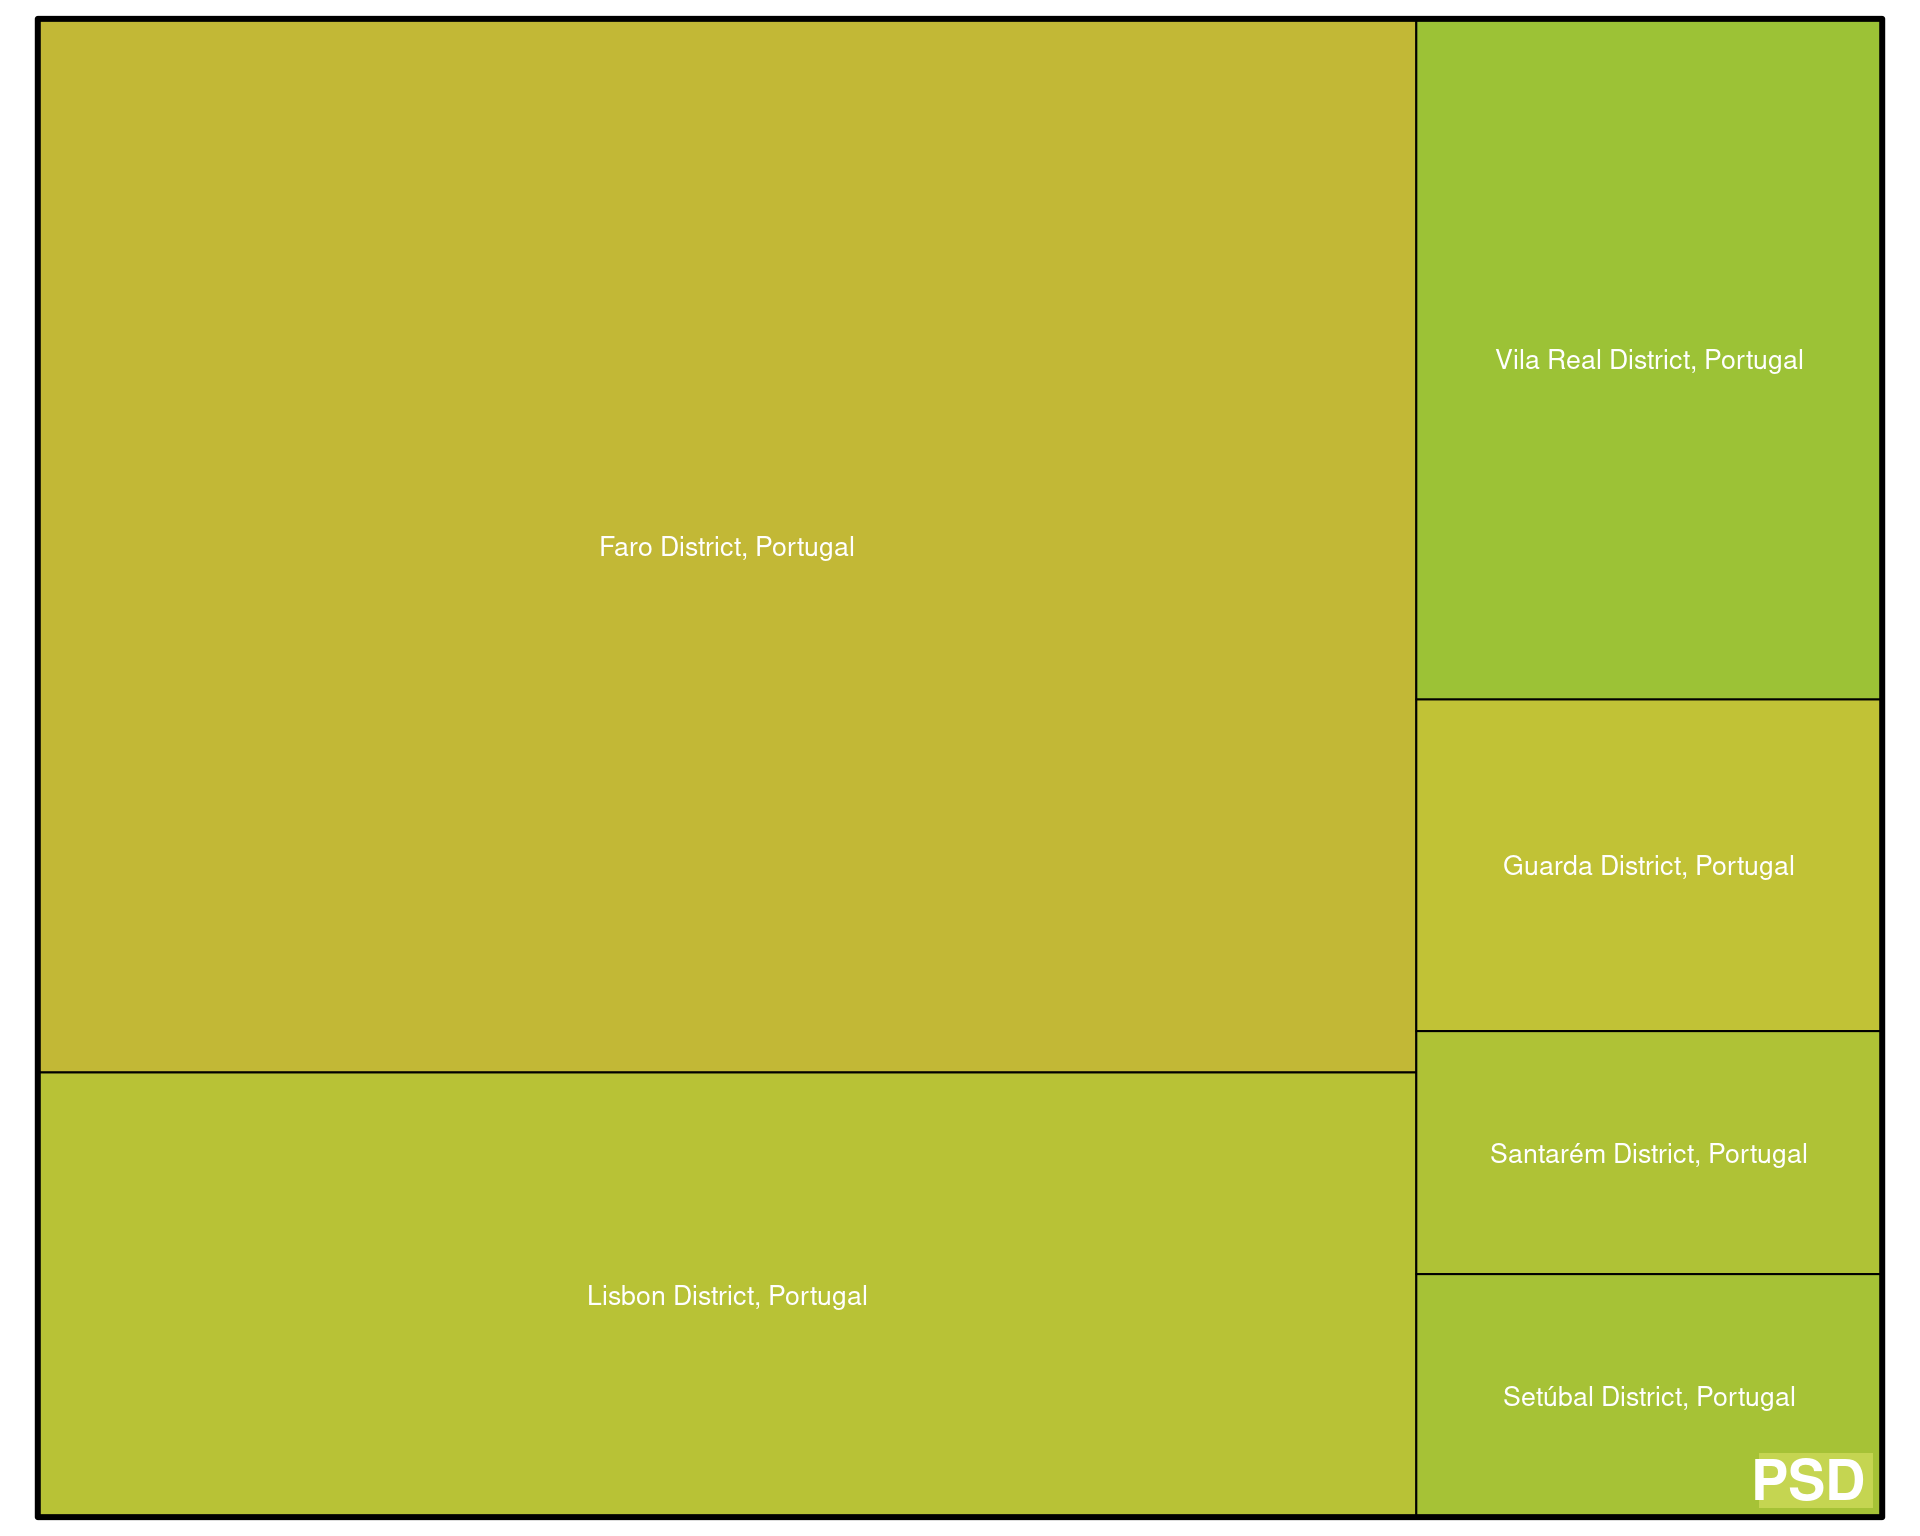 Faro District, Portugal
Lisbon District, Portugal
Vila Real District, Portugal
Guarda District, Portugal
Santarém District, Portugal
Setúbal District, Portugal
PSD